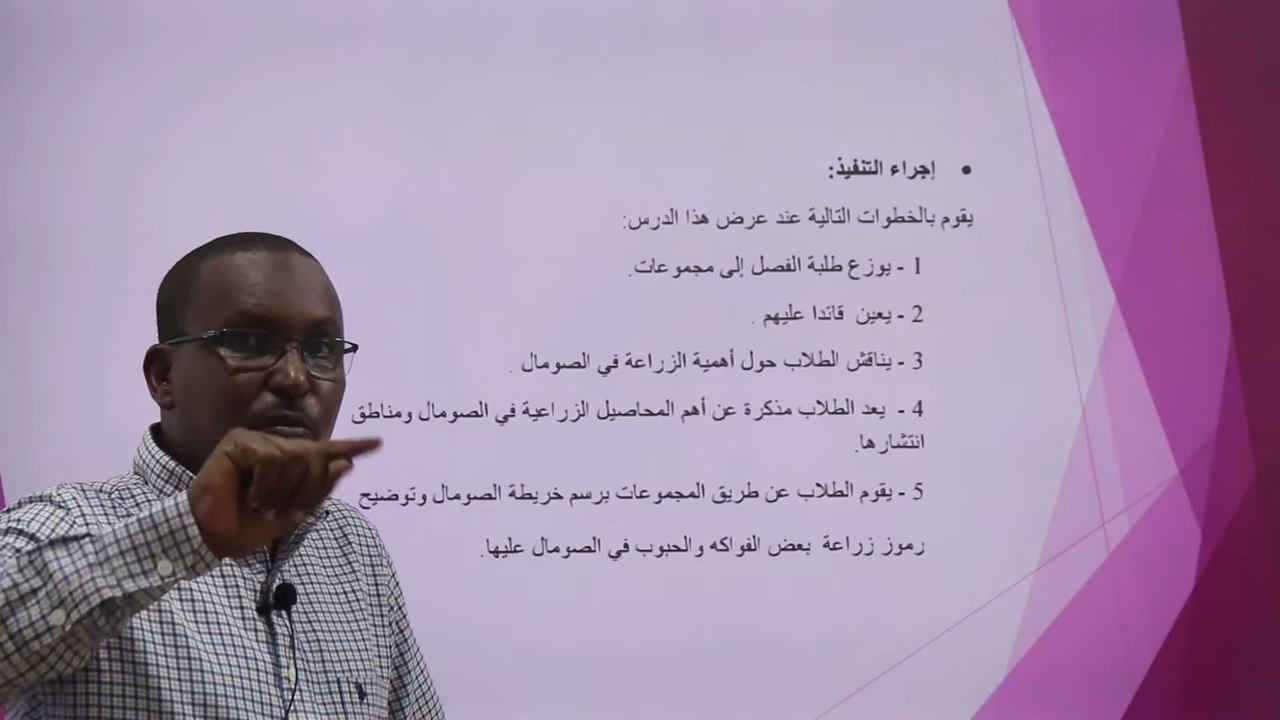 • إجراء التنفيذ:
يقوم بالخطوات التالية عند عرض هذا الدرس:
1 - يوزع طلبة الفصل إلى مجموعات.
2 - يعين قائدا عليهم .
3 - يناقش الطلاب حول أهمية الزراعة في الصومال .
4 - يعد الطلاب مذكرة عن أهم المحاصيل الزراعية في الصومال ومناطق
انتشارها.
5 - يقوم الطلاب عن طريق المجموعات برسم خريطة الصومال وتوضيح
رموز زراعة بعض الفواكه والحبوب في الصومال عليها.